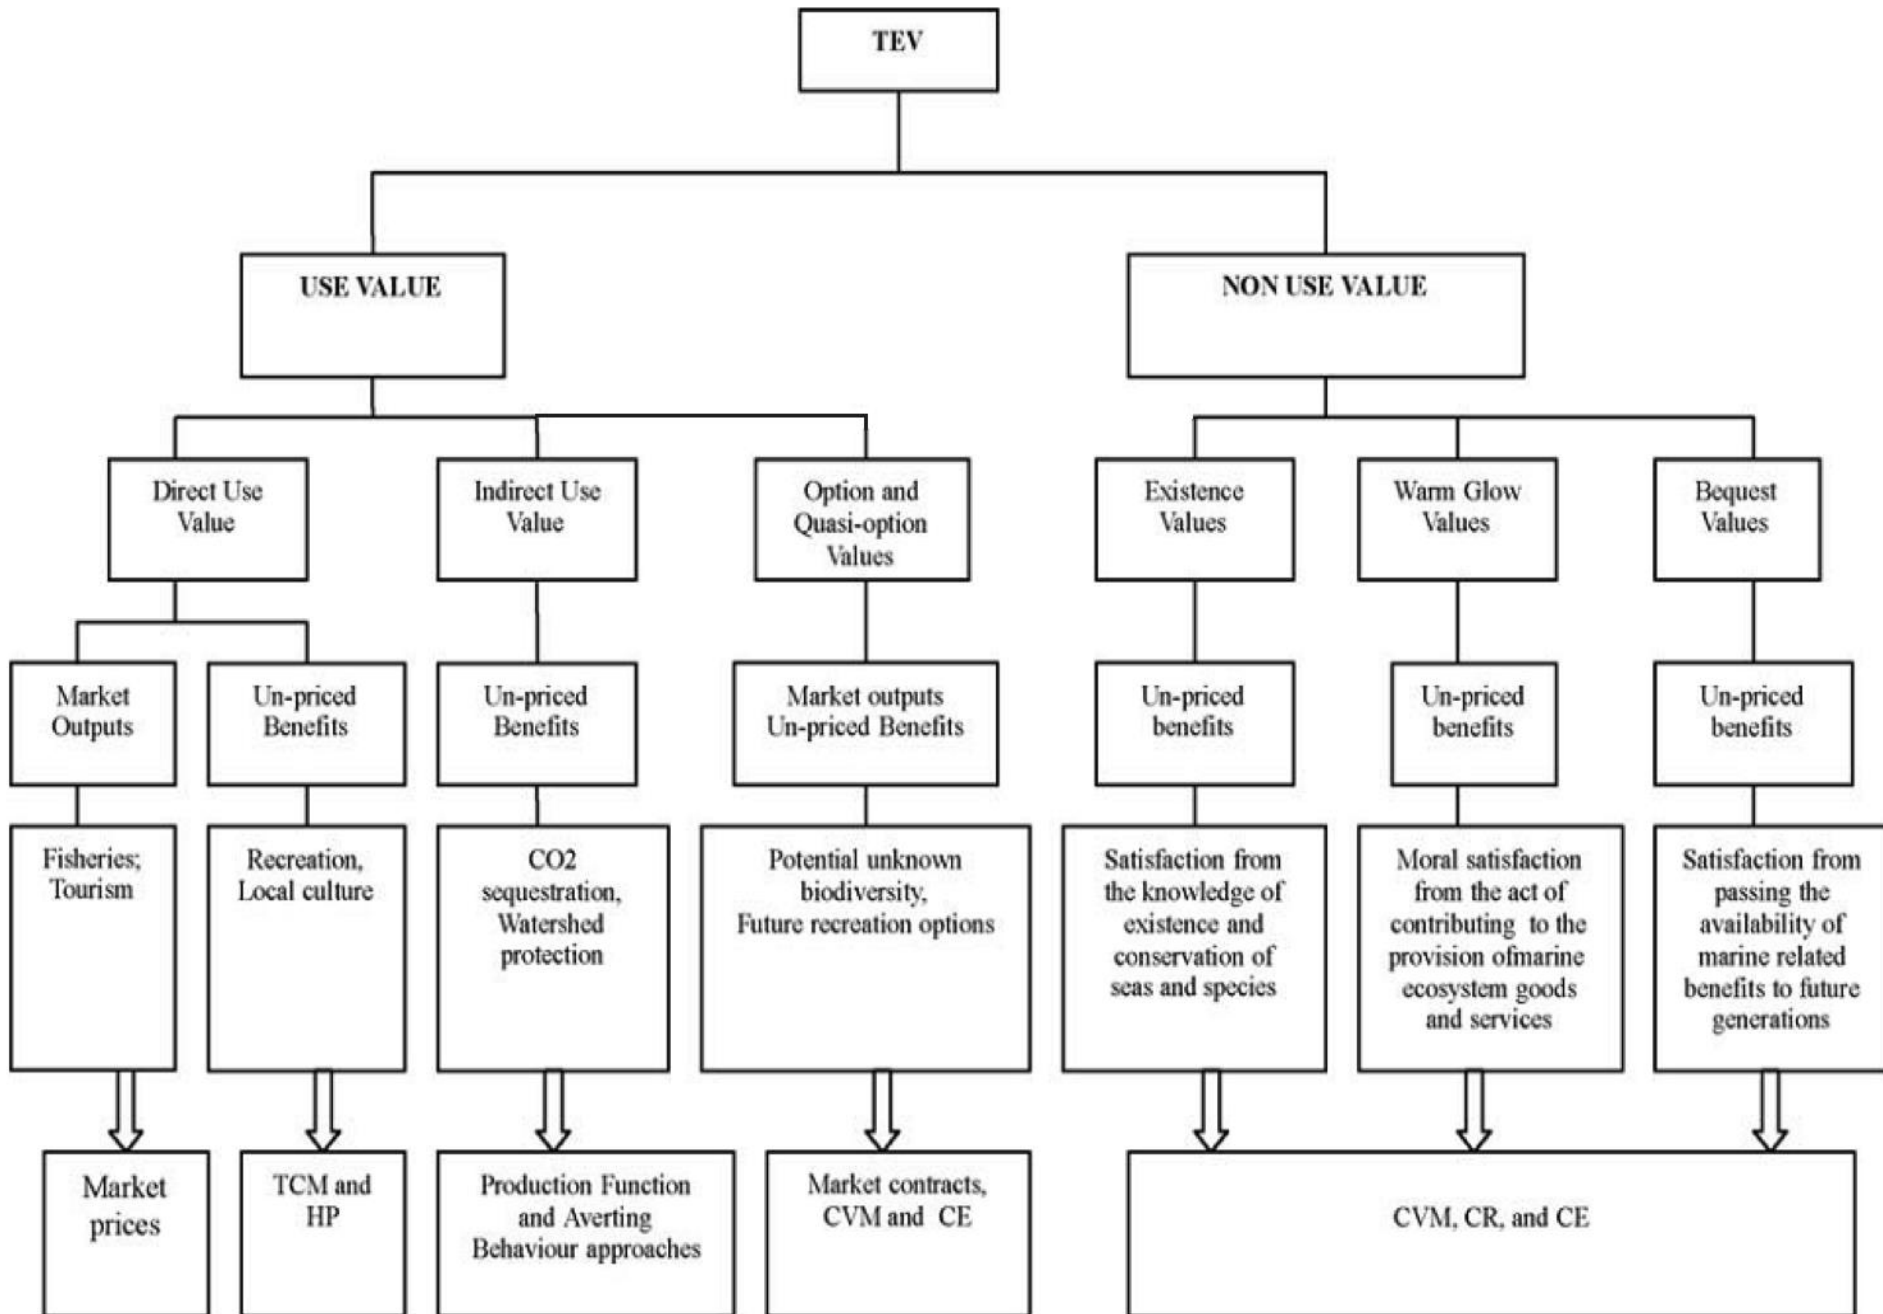 TEV
USE VALUE
NON USE VALUE
Direct Use
Value
Indirect Use
Value
Option and
Quasi-option
Values
Existence
Values
Warm Glow
Values
Bequest
Values
Market
Outputs
Un-priced
Benefits
Un-priced
Benefits
Market outputs
Un-priced Benefits
Un-priced
benefits
Un-priced
benefits
Un-priced
benefits
Fisheries;
Tourism
Recreation,
Local culture
CO2
sequestration,
Watershed
protection
Potential unknown
biodiversity,
Future recreation options
Satisfaction from
the knowledge of
existence and
conservation of
seas and species
Moral satisfaction
from the act of
contributing to the
provision ofmarine
ecosystem goods
and services
Satisfaction from
passing the
availability of
marine related
benefits to future
generations
Market
prices
TCM and
HP
Production Function
and Averting
Behaviour approaches
Market contracts,
CVM and CE
CVM, CR, and CE